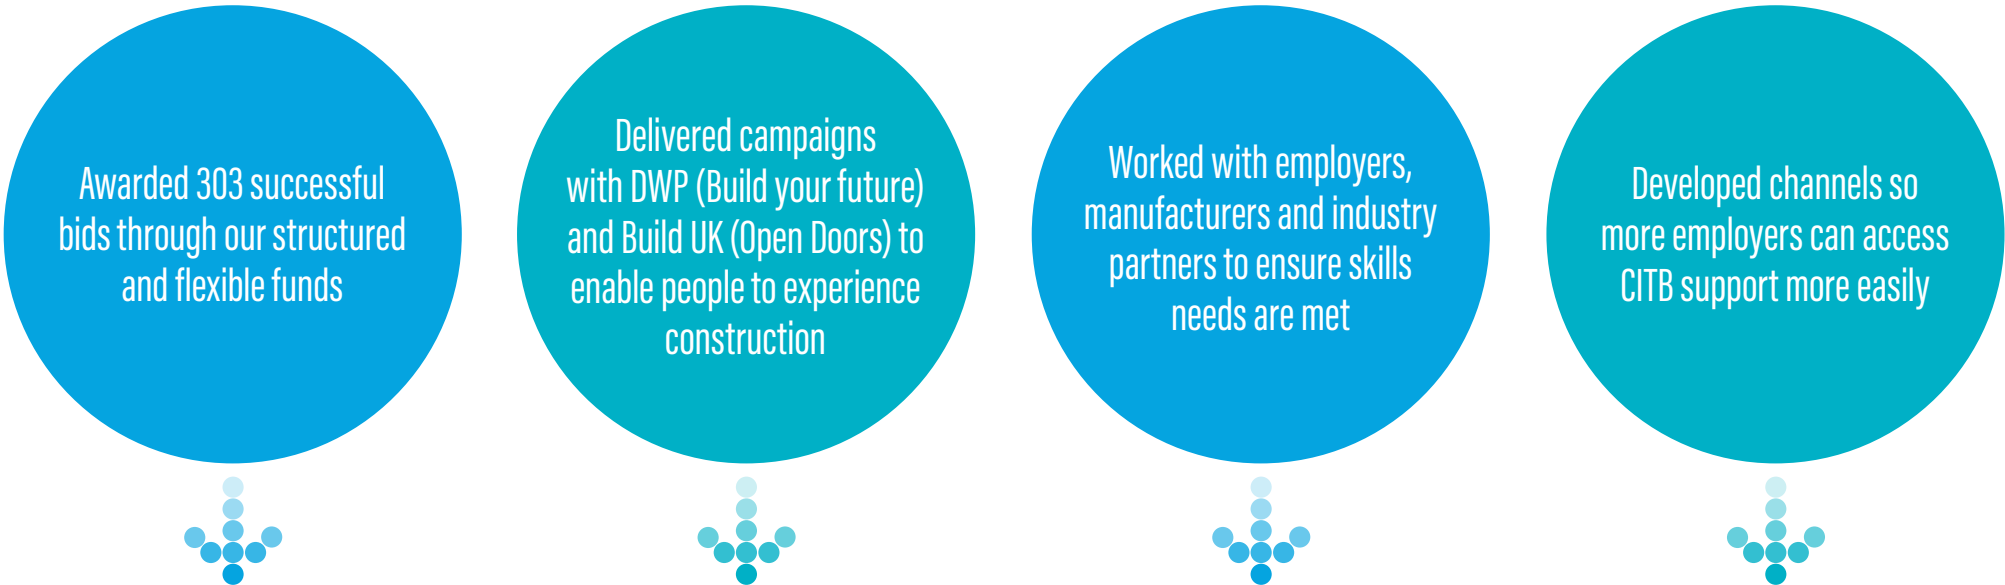 Awarded 303 successful
bids through our structured
and flexible funds
Delivered campaigns
with DWP (Build your future)
and Build UK (Open Doors) to
enable people to experience
construction
Worked with employers,
manufacturers and industry
partners to ensure skills
needs are met
Developed channels so
more employers can access
CITB support more easily